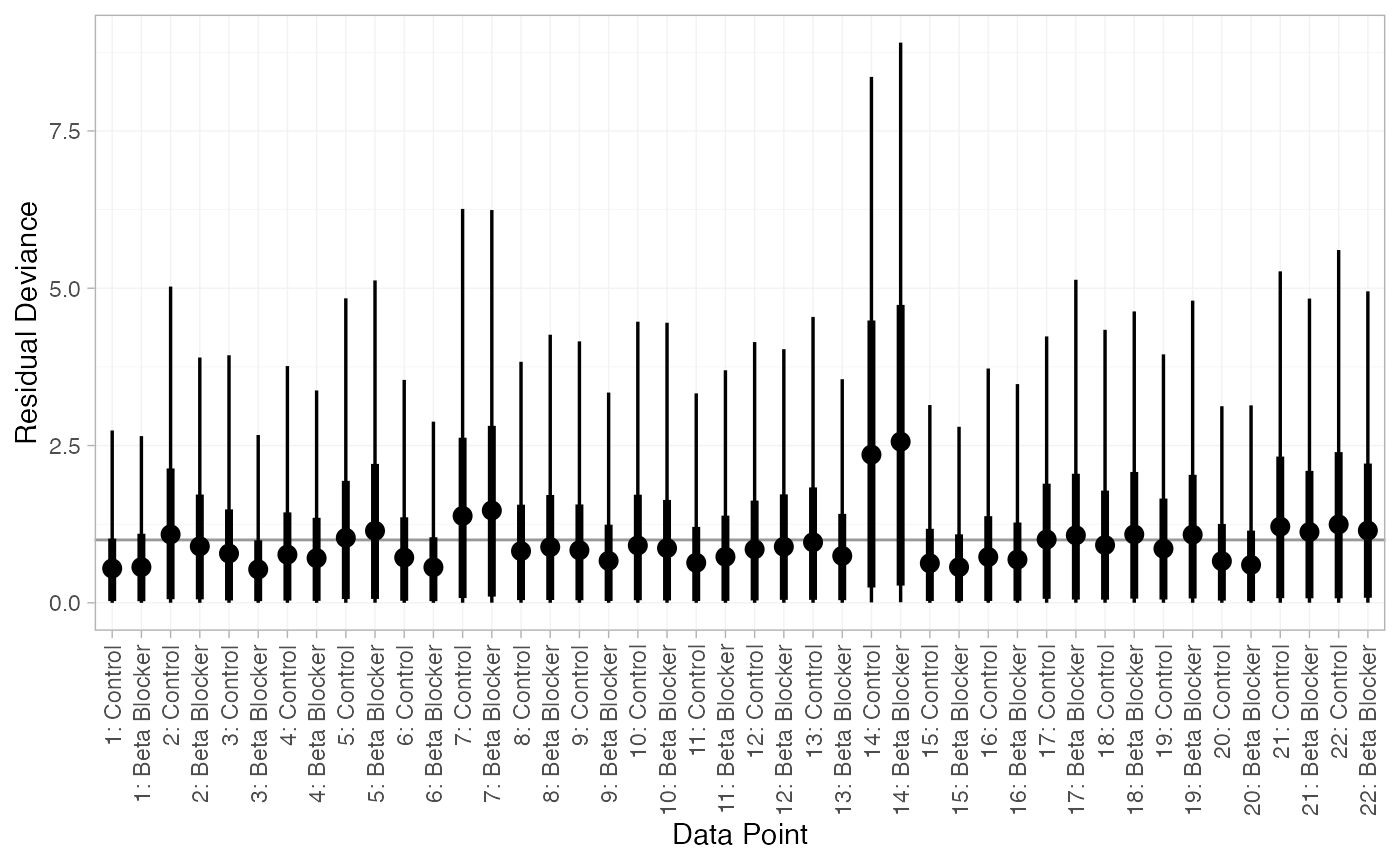 Residual Deviance
7.5
5.0
2.5
0.0
1: Control
1: Beta Blocker
2: Control
2: Beta Blocker
3: Control
3: Beta Blocker
4: Control
4: Beta Blocker
5: Control
5: Beta Blocker
6: Control
6: Beta Blocker
7: Control
7: Beta Blocker
8: Control
8: Beta Blocker
9: Control
9: Beta Blocker
10: Control
10: Beta Blocker
11: Control
11: Beta Blocker
12: Control
12: Beta Blocker
13: Control
13: Beta Blocker
14: Control
14: Beta Blocker
15: Control
15: Beta Blocker
16: Control
16: Beta Blocker
17: Control
17: Beta Blocker
18: Control
18: Beta Blocker
19: Control
19: Beta Blocker
20: Control
20: Beta Blocker
21: Control
21: Beta Blocker
22: Control
22: Beta Blocker
Data Point